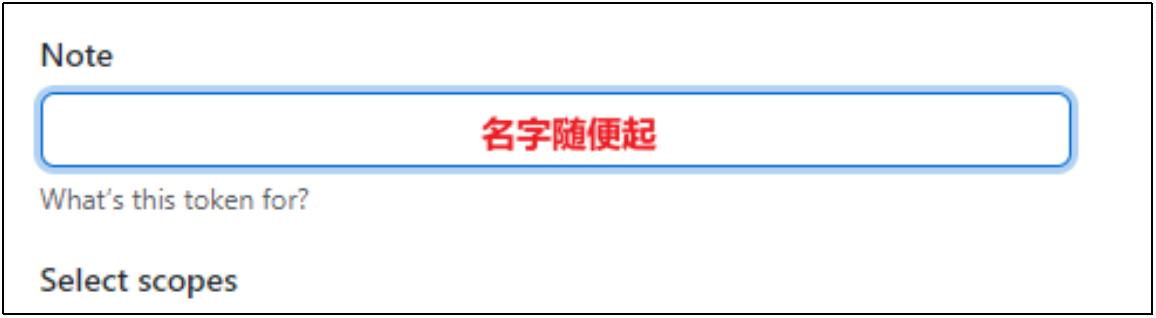 Note
名字随便起
What's this token for?
Select scopes